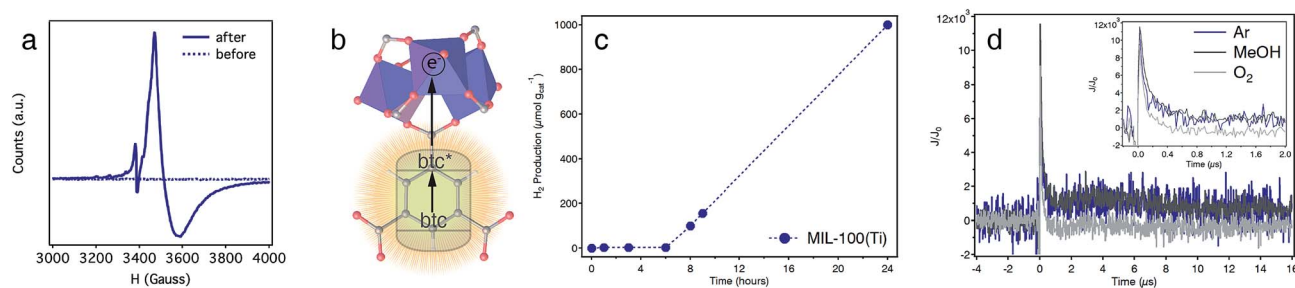 a
after
before
Counts (a.u.)
3000 3200 3400 3600 3800 4000
H (Gauss)
b
e-
btc*
btc
c
1000
800
600
400
200
0
H2 Production (µmol gcat-1)
MIL-100(Ti)
0 4 8 12 16 20 24
Time (hours)
d
12x10³
10
8
6
4
2
0
-2
J/J0
-4 -2 0 2 4 6 8 10 12 14 16
Time (µs)
12x10³
10
8
6
4
2
0
-2
J/J0
Ar
MeOH
O2
0.0 0.4 0.8 1.2 1.6 2.0
Time (µs)